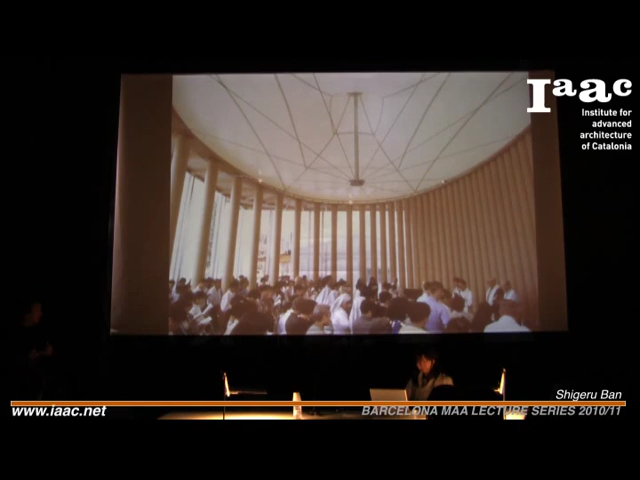 Iaac
Institute for
advanced
architecture
of Catalonia
Shigeru Ban
www.iaac.net
BARCELONA MAA LECTURE SERIES 2010/11